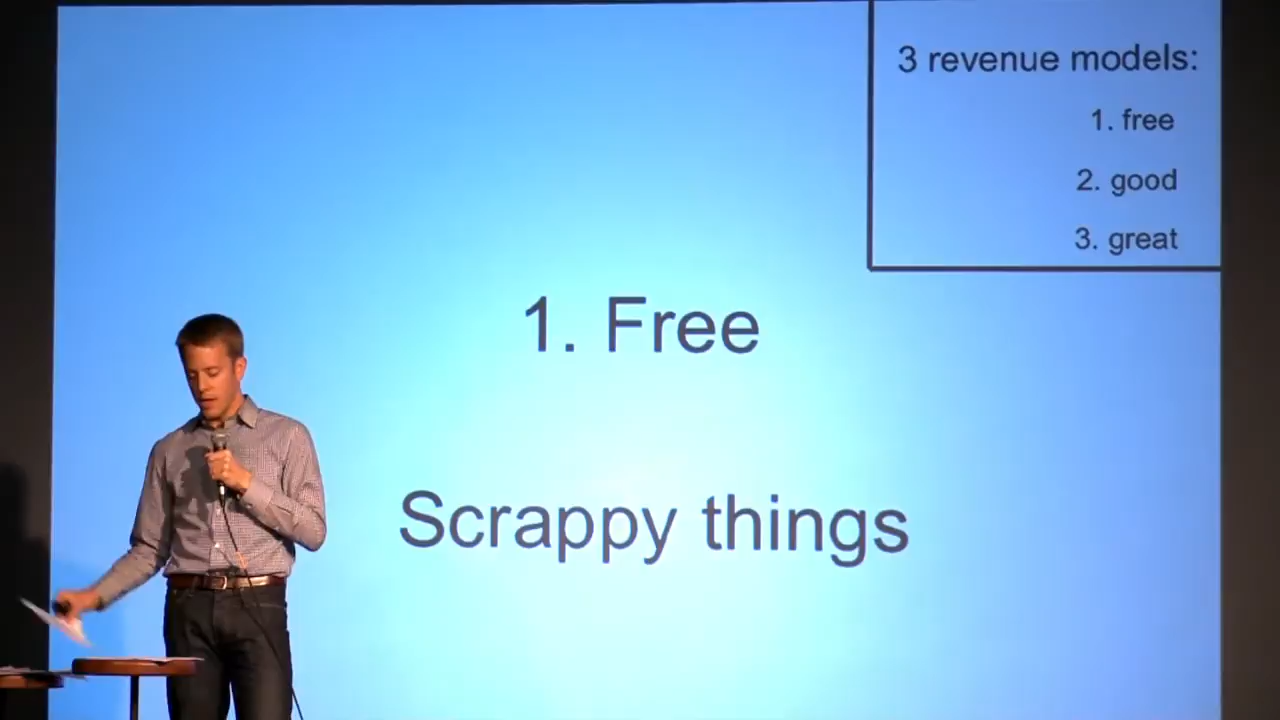 3 revenue models:
1. free
2. good
3. great
1. Free
Scrappy things